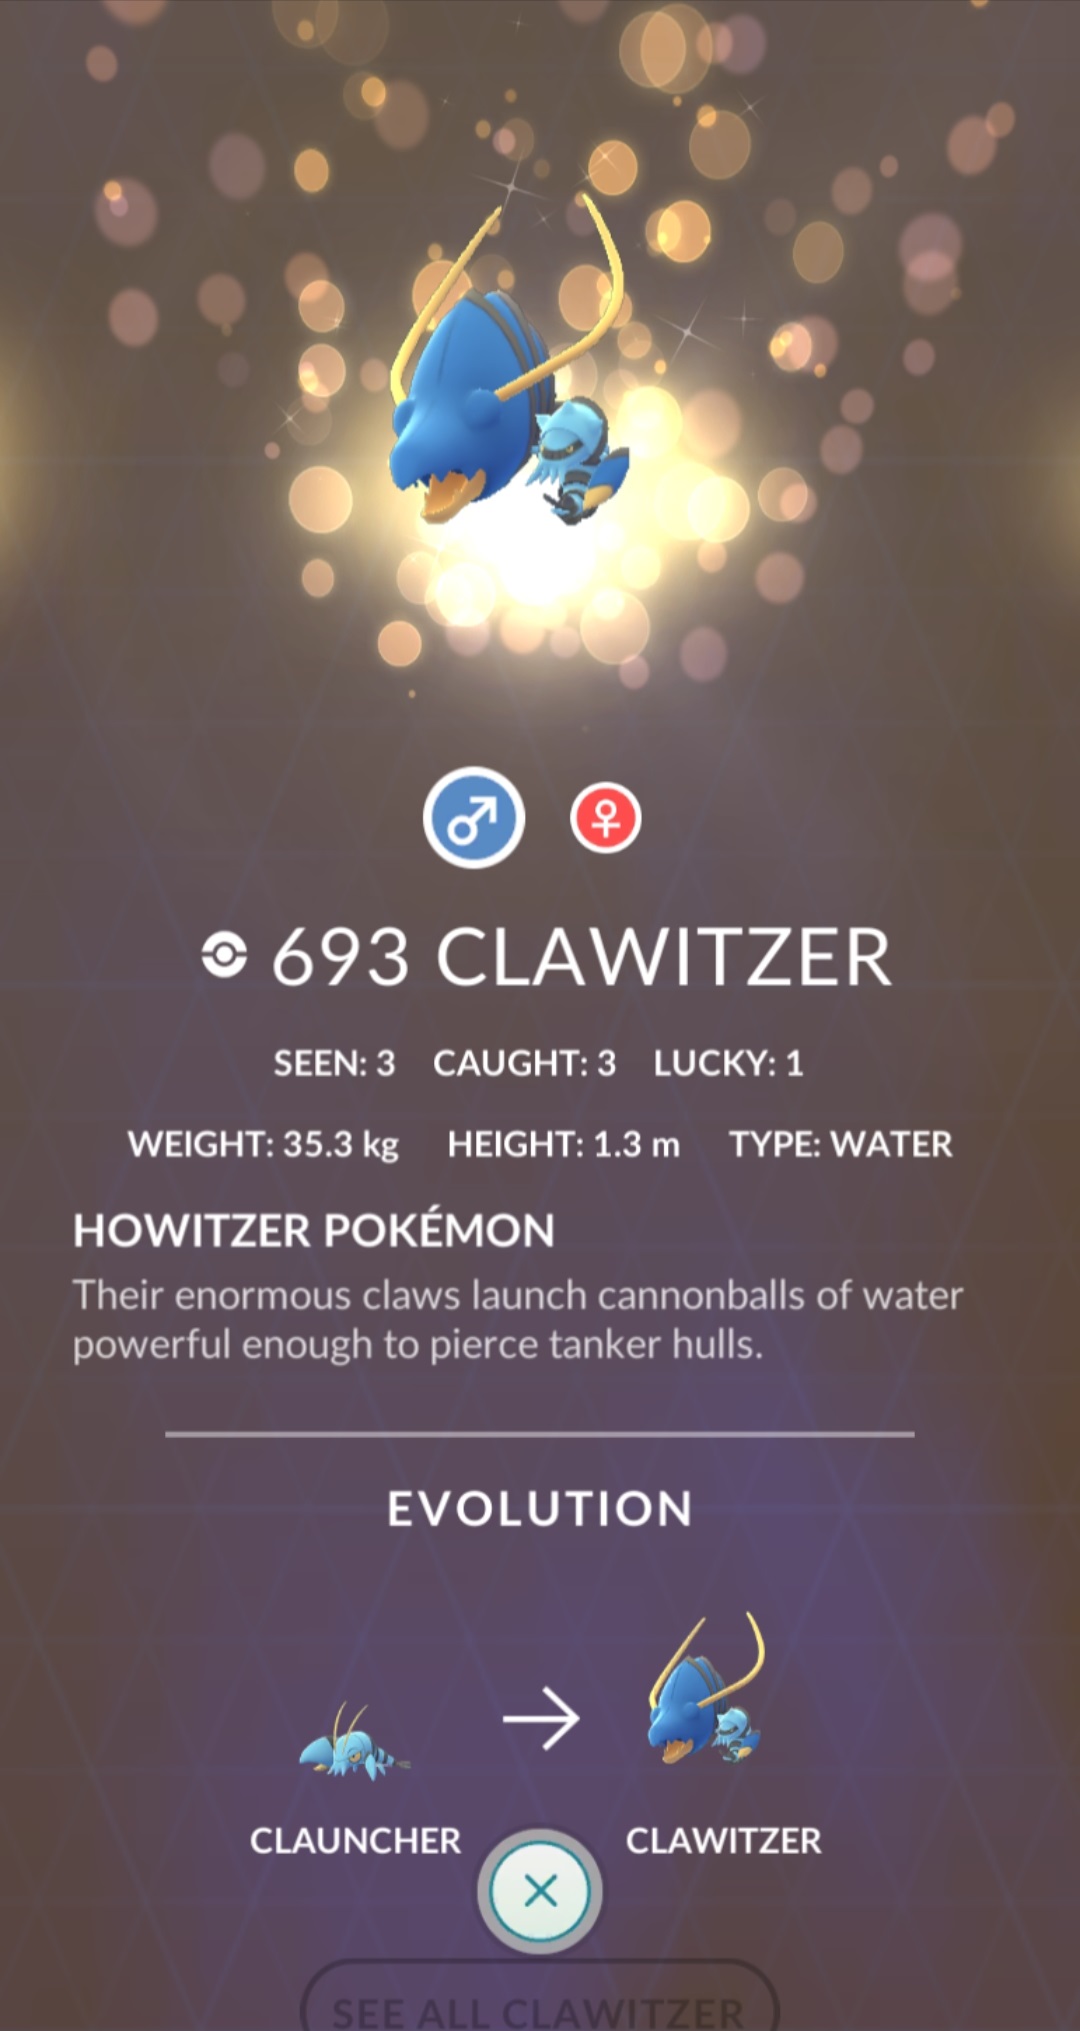 693 CLAWITZER
SEEN: 3 CAUGHT: 3 LUCKY: 1
WEIGHT: 35.3 kg HEIGHT: 1.3 m TYPE: WATER
HOWITZER POKÉMON
Their enormous claws launch cannonballs of water
powerful enough to pierce tanker hulls.
EVOLUTION
CLAUNCHER CLAWITZER
SEE ALL CLAWITZER